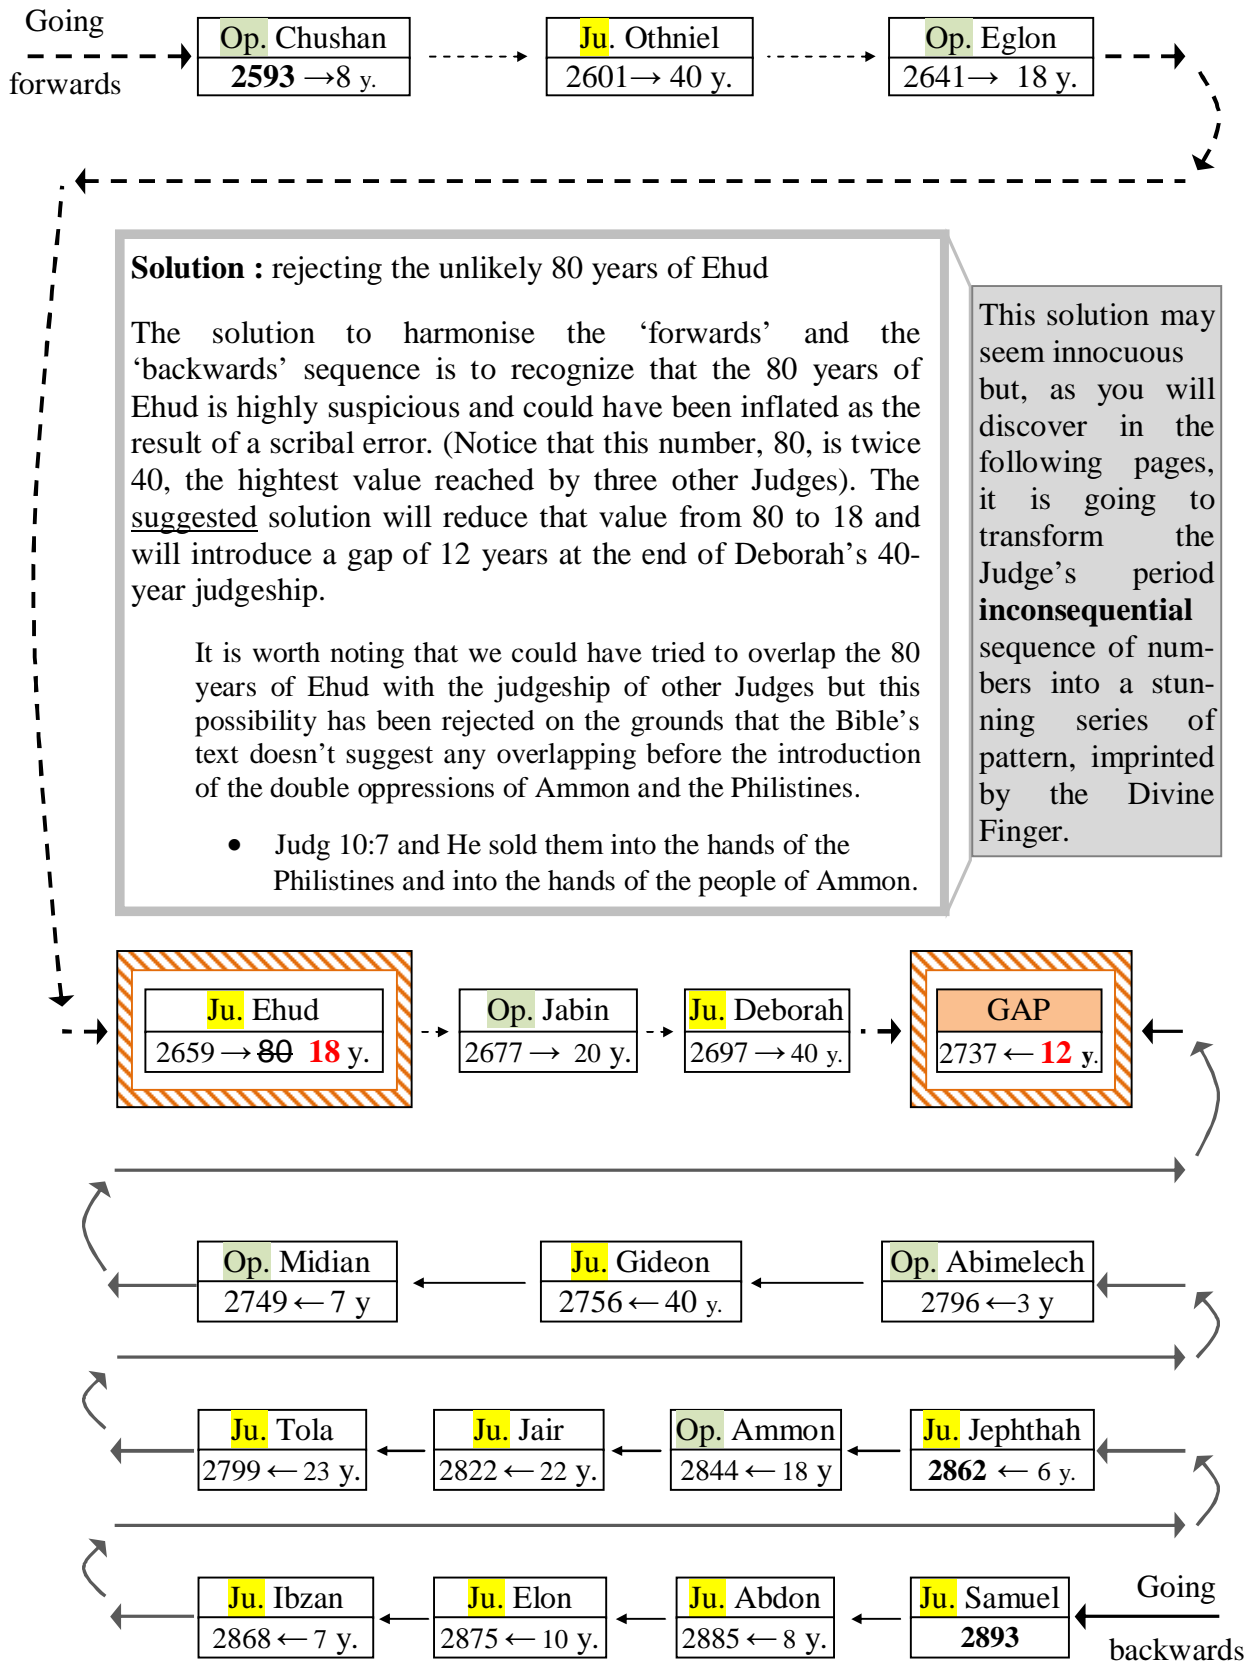 Going
forwards
Op. Chushan
2593 →8 y.
Ju. Othniel
2601→ 40 y.
Op. Eglon
2641→ 18 y.
Solution : rejecting the unlikely 80 years of Ehud
The solution to harmonise the ‘forwards’ and the
‘backwards’ sequence is to recognize that the 80 years of
Ehud is highly suspicious and could have been inflated as the
result of a scribal error. (Notice that this number, 80, is twice
40, the highest value reached by three other Judges). The
suggested solution will reduce that value from 80 to 18 and
will introduce a gap of 12 years at the end of Deborah’s 40-
year judgeship.
It is worth noting that we could have tried to overlap the 80
years of Ehud with the judgeship of other Judges but this
possibility has been rejected on the grounds that the Bible’s
text doesn’t suggest any overlapping before the introduction
of the double oppressions of Ammon and the Philistines.
• Judg 10:7 and He sold them into the hands of the
Philistines and into the hands of the people of Ammon.
This solution may
seem innocuous
but, as you will
discover in the
following pages,
it is going to
transform the
Judge’s period
inconsequential
sequence of num-
bers into a stun-
ning series of
pattern, imprinted
by the Divine
Finger.
Ju. Ehud
2659 → 80 18 y.
Op. Jabin
2677 → 20 y.
Ju. Deborah
2697 → 40 y.
GAP
2737 ← 12 y.
Op. Midian
2749 ← 7 y
Ju. Gideon
2756 ← 40 y.
Op. Abimelech
2796 ←3 y
Ju. Tola
2799 ← 23 y.
Ju. Jair
2822 ← 22 y.
Op. Ammon
2844 ← 18 y
Ju. Jephthah
2862 ← 6 y.
Ju. Ibzan
2868 ← 7 y.
Ju. Elon
2875 ← 10 y.
Ju. Abdon
2885 ← 8 y.
Ju. Samuel
2893
Going
backwards